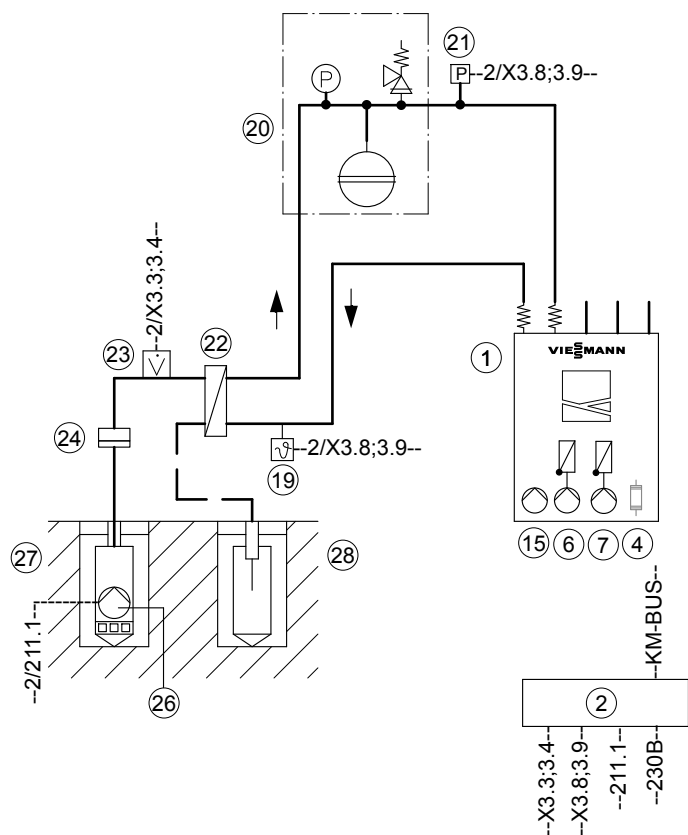 21
P
P
--2/X3.8;3.9--
20
--2/X3.3;3.4--
23
22
1
VIESSMANN
24
--2/X3.8;3.9--
19
15
6
7
4
27
28
--2/211.1--
26
--KM-BUS--
2
--X3.3;3.4
--X3.8;3.9
--211.1--
--230B--